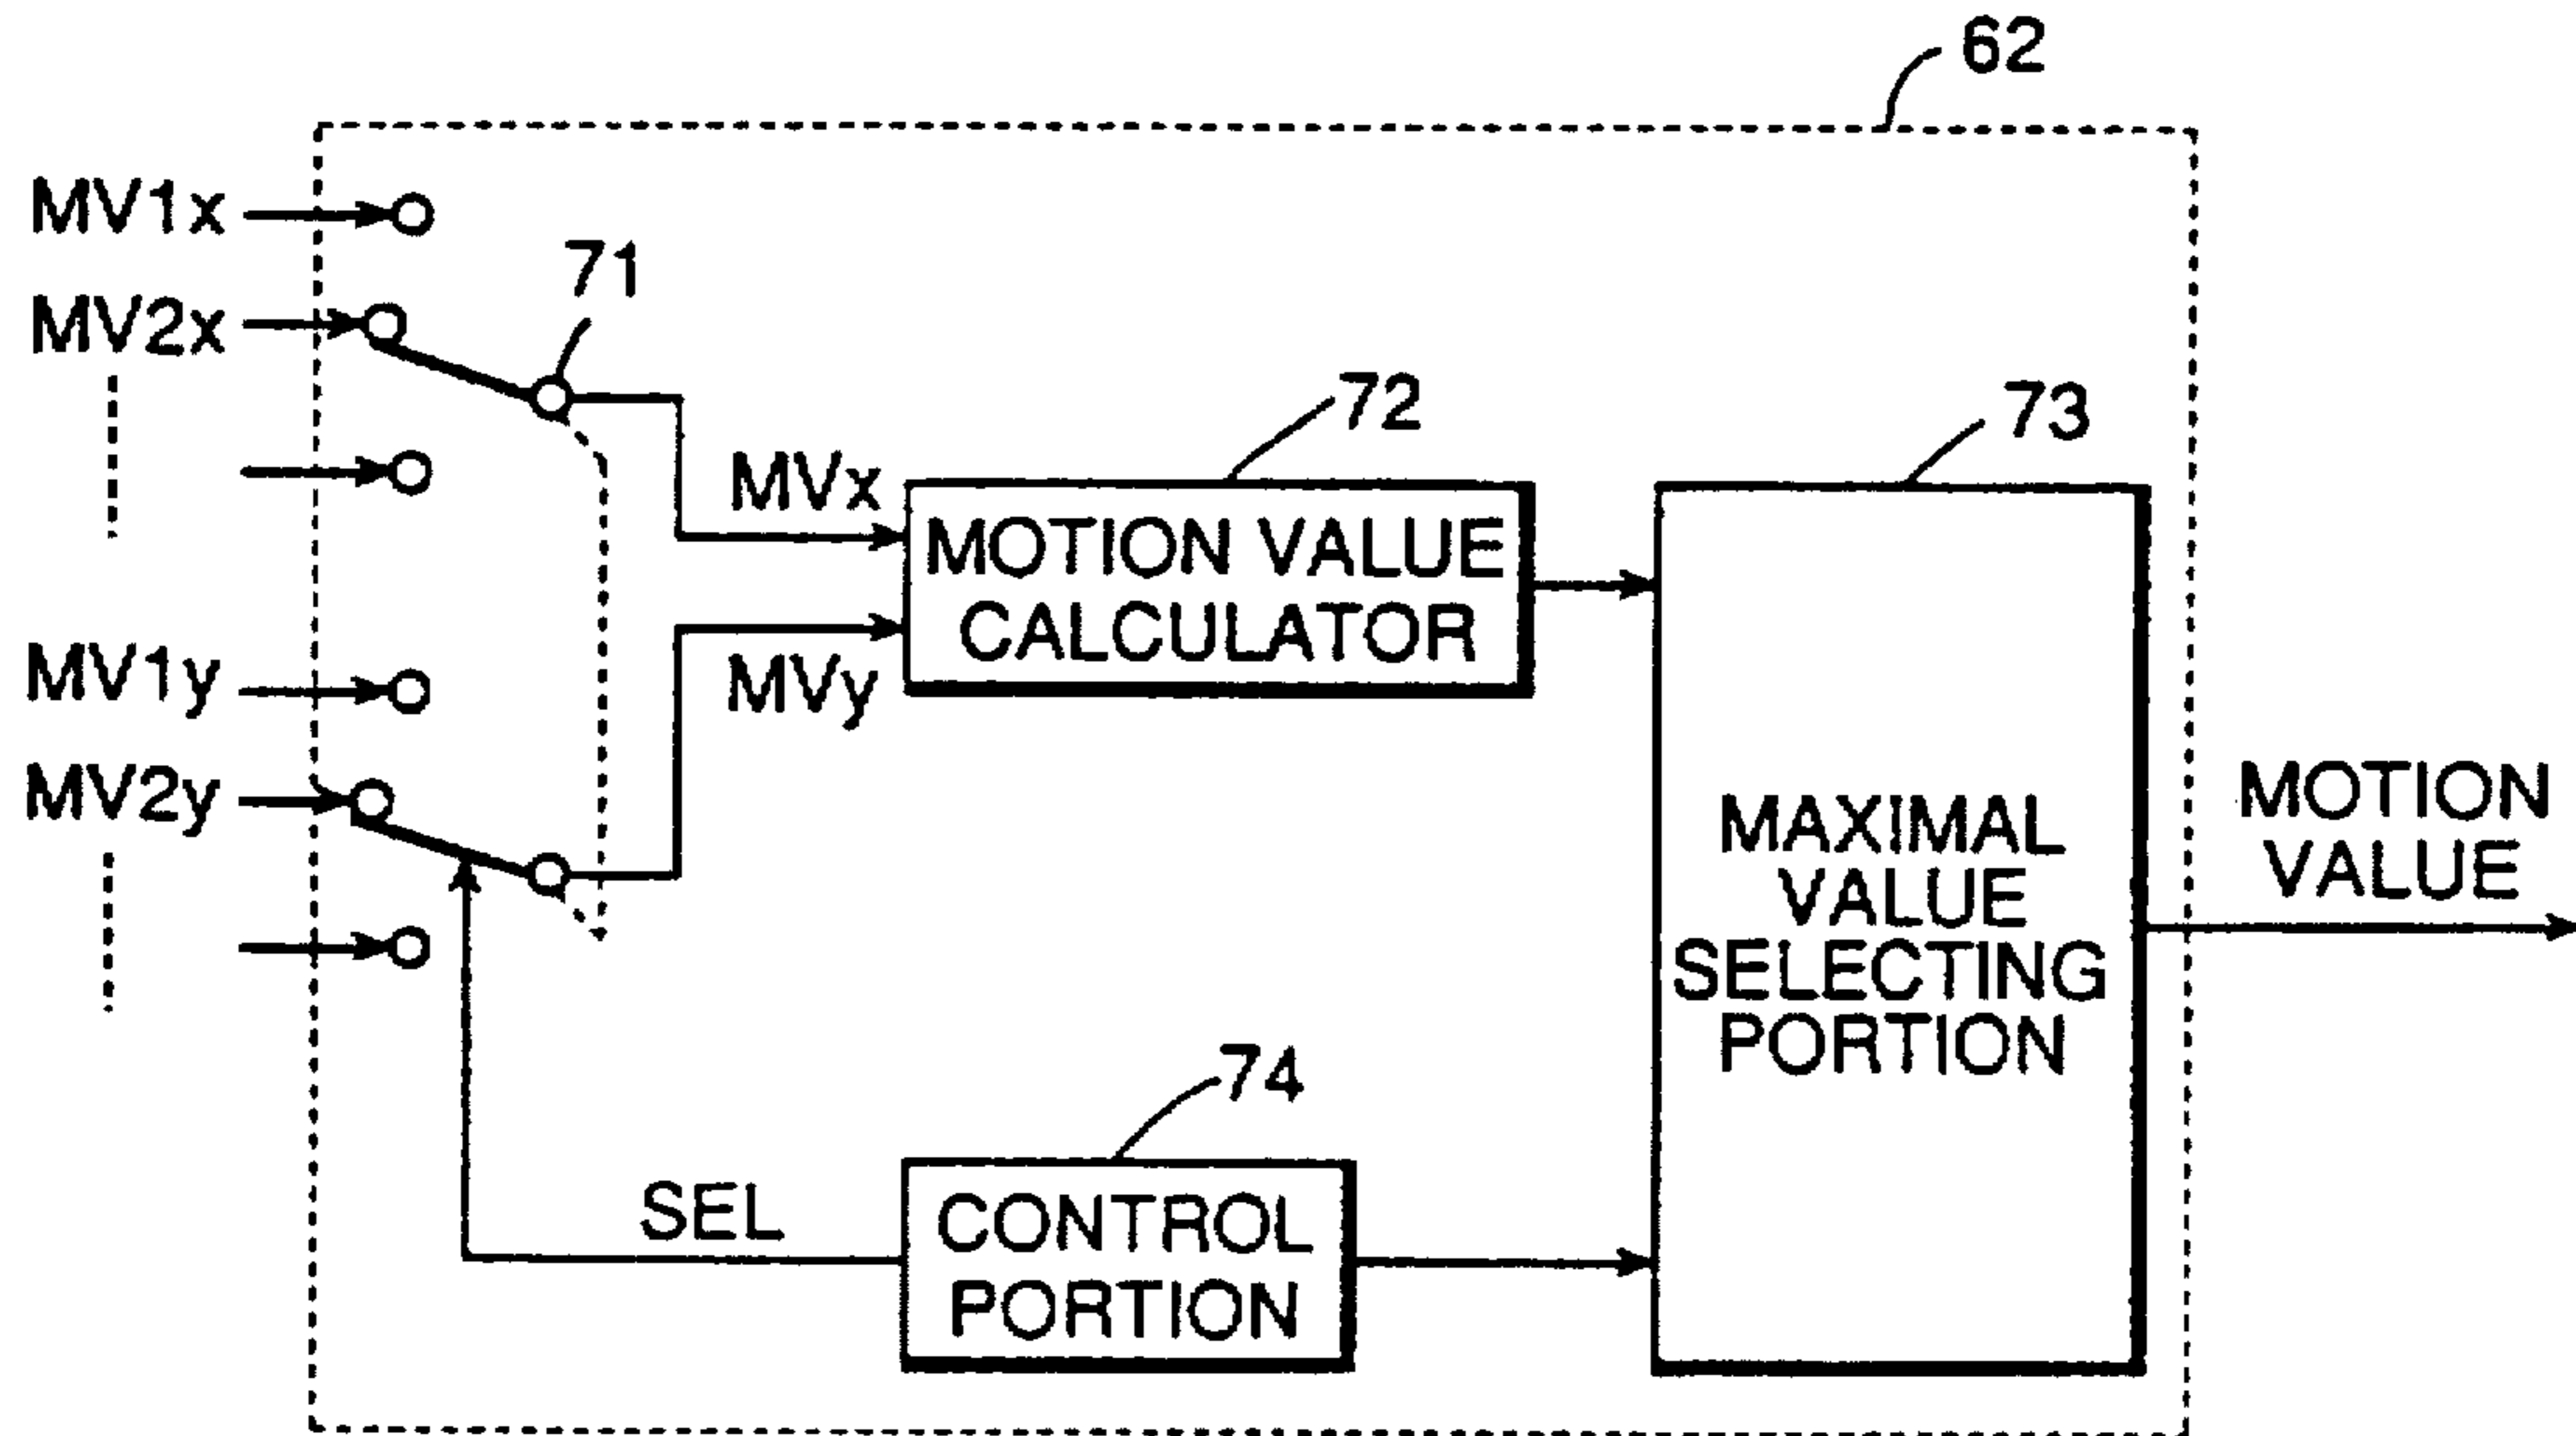 62
MV1x
71
MV2x
72
73
MVx
MOTION VALUE
CALCULATOR
MV1y
MVy
MV2y
MAXIMAL
VALUE
SELECTING
PORTION
MOTION
VALUE
74
SEL
CONTROL
PORTION